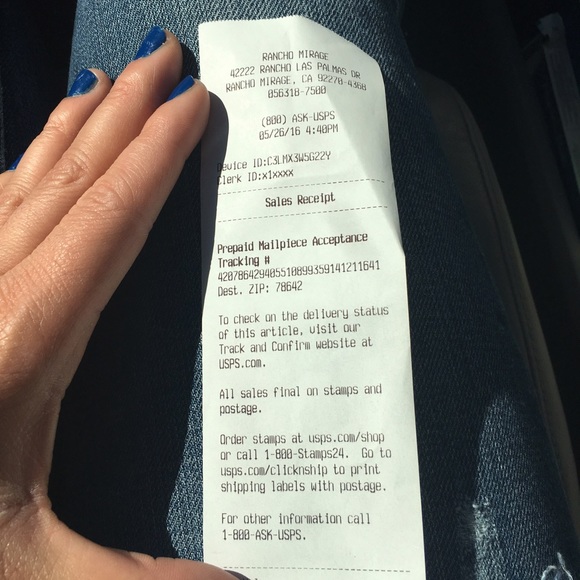 RANCHO MIRAGE
42222 RANCHO LAS PALMAS DR
RANCHO MIRAGE, CA 92270-4368
056318-7500
(800) ASK-USPS
05/26/16 4:40PM
Device ID:C3LMX3W5G22Y
Clerk ID:x1xxxx
Sales Receipt
Prepaid Mailpiece Acceptance
Tracking #
420786429405510899359141211641
Dest. ZIP: 78642
To check on the delivery status
of this article, visit our
Track and Confirm website at
USPS.com.
All sales final on stamps and
postage.
Order stamps at usps.com/shop
or call 1-800-Stamps24. Go to
usps.com/clicknship to print
shipping labels with postage.
For other information call
1-800-ASK-USPS.